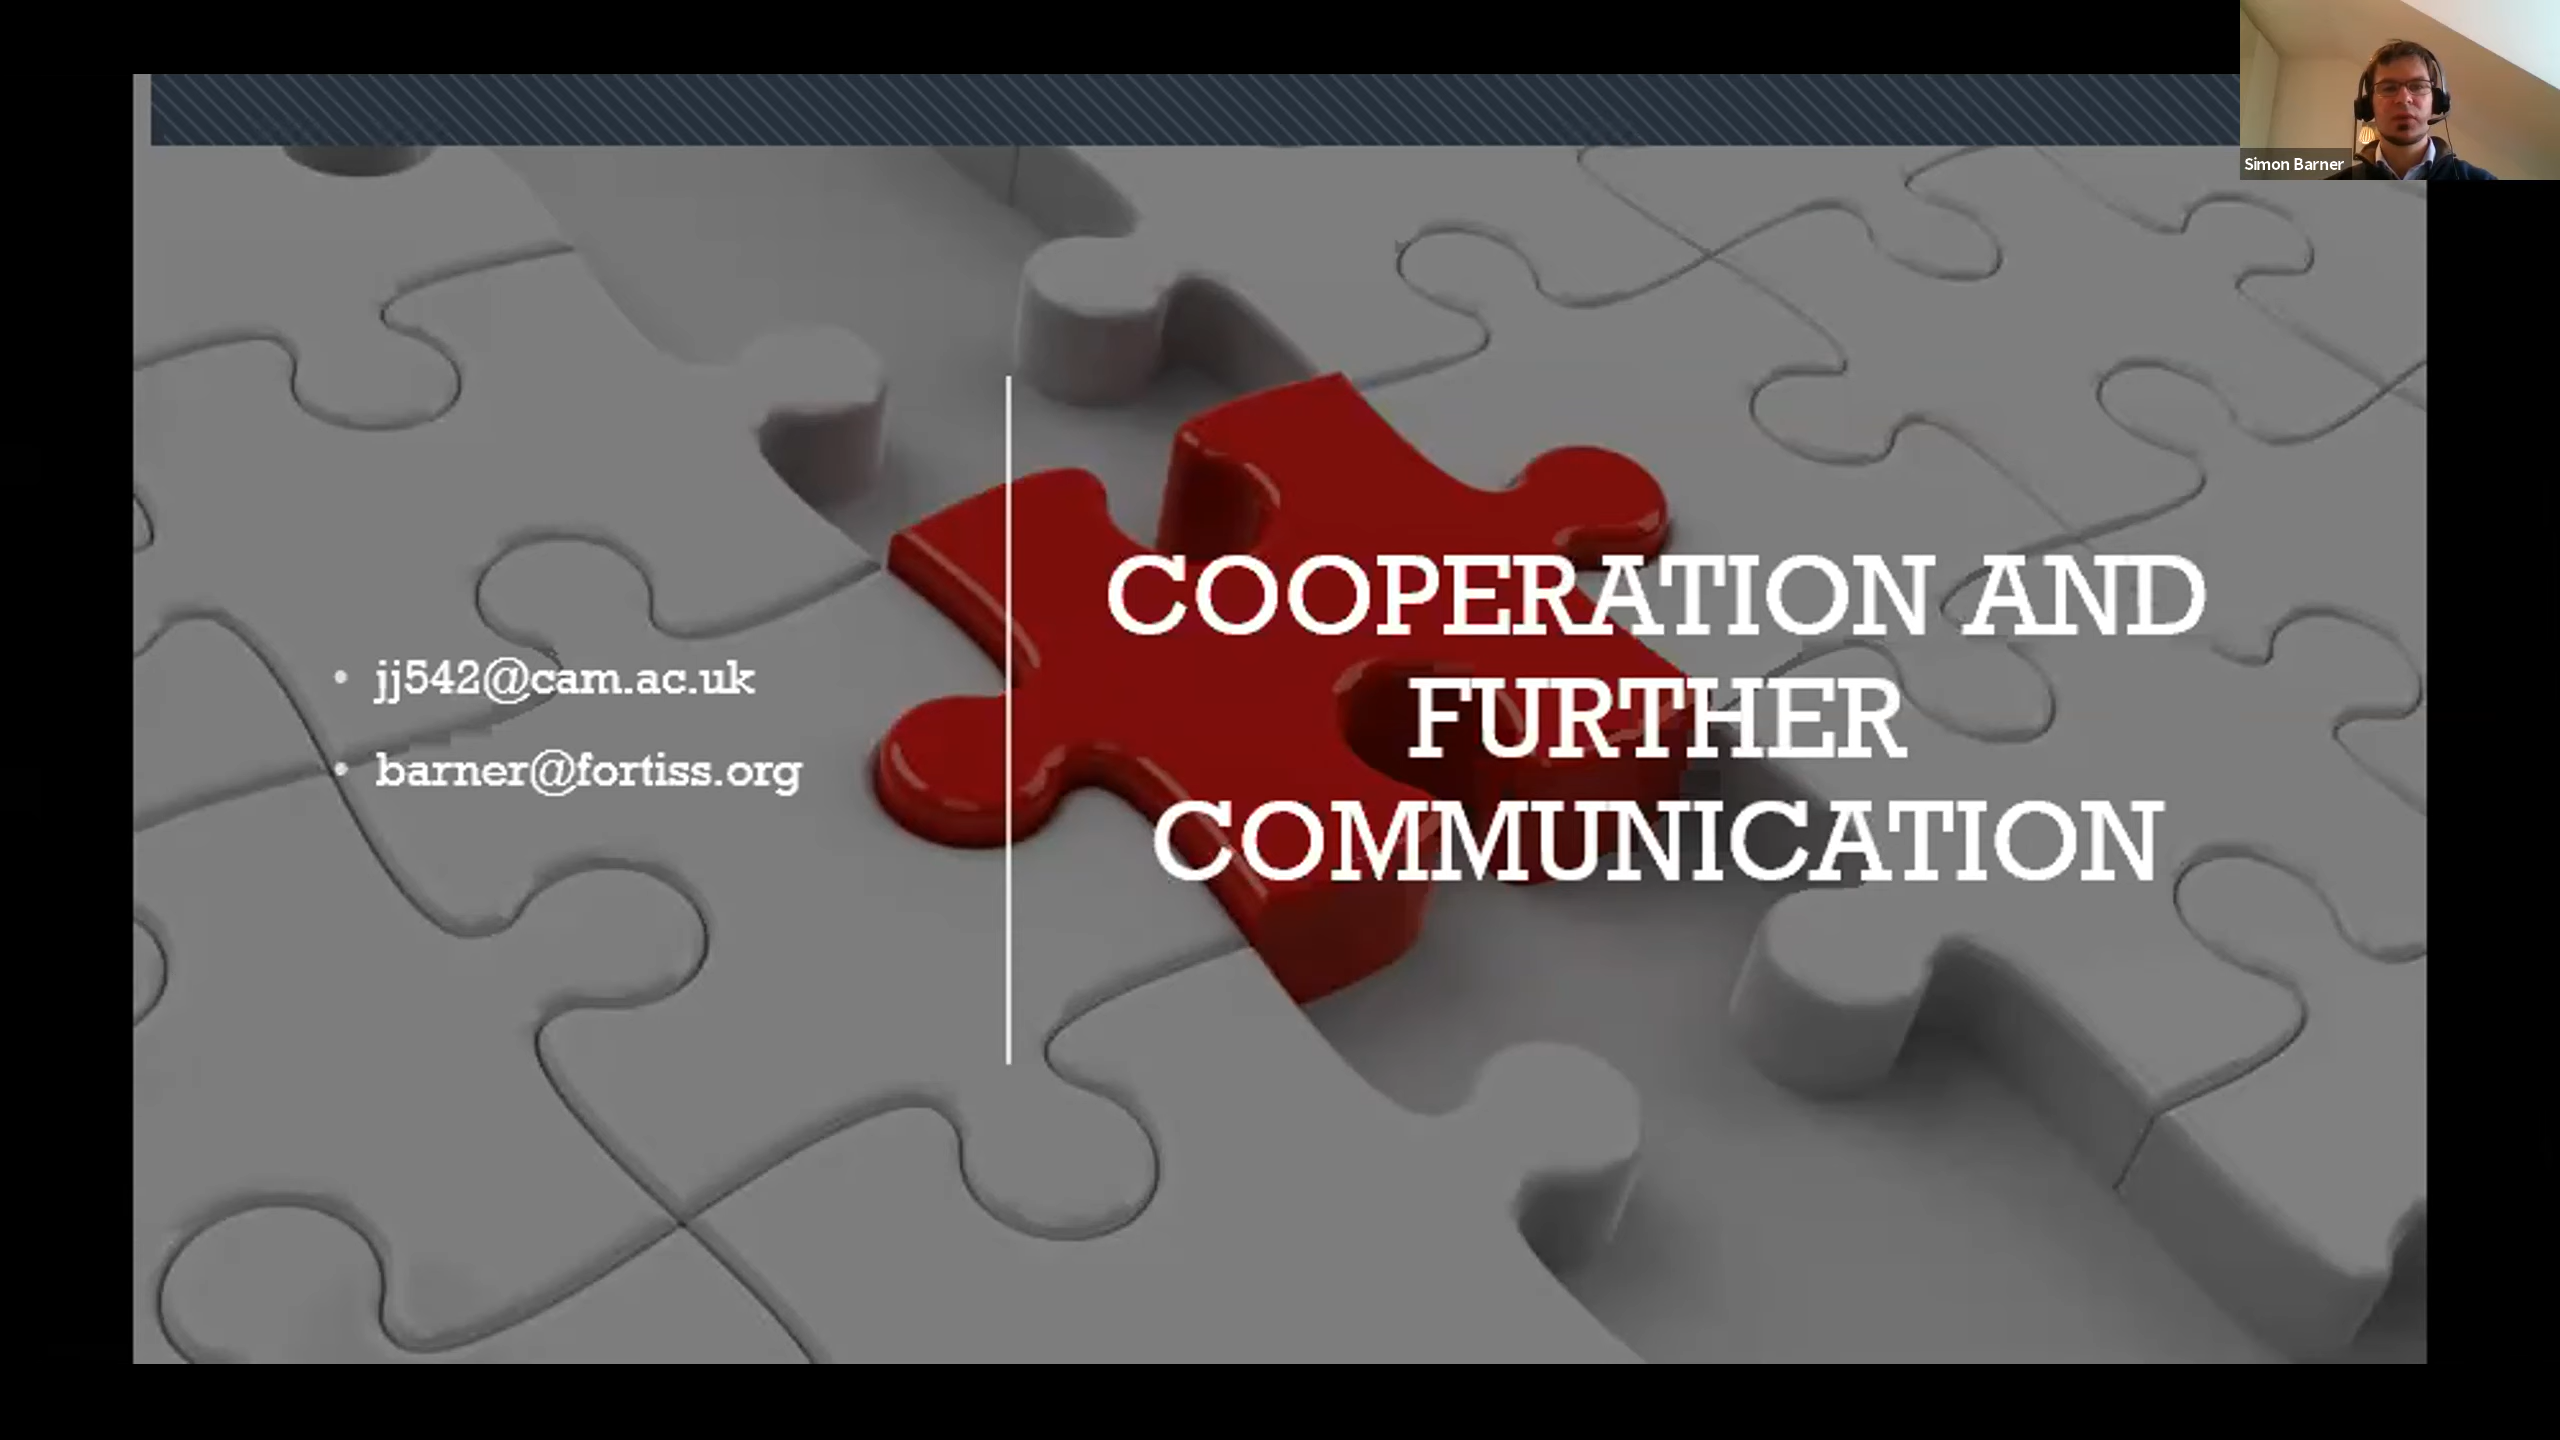 Simon Barner
• jj542@cam.ac.uk
• barner@fortiss.org
COOPERATION AND
FURTHER
COMMUNICATION